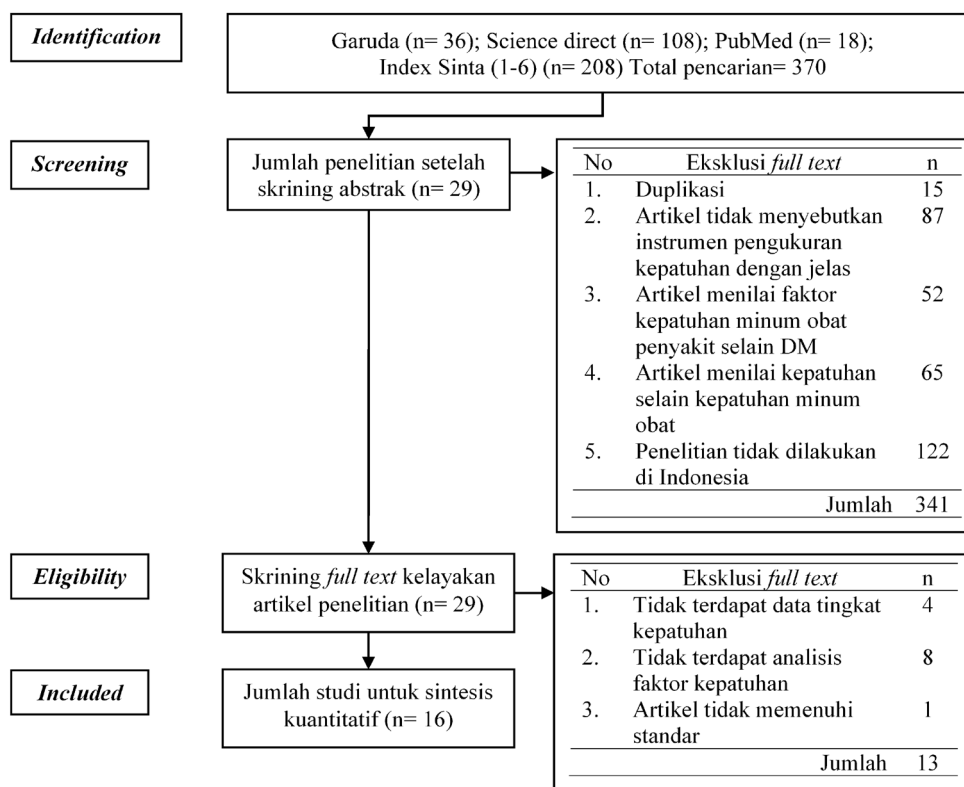 Identification
Garuda (n= 36); Science direct (n= 108); PubMed (n= 18);
Index Sinta (1-6) (n= 208) Total pencarian= 370
Screening
Jumlah penelitian setelah
skrining abstrak (n= 29)
No Eksklusi full text n
1. Duplikasi 15
2. Artikel tidak menyebutkan 87
instrumen pengukuran
kepatuhan dengan jelas
3. Artikel menilai faktor 52
kepatuhan minum obat
penyakit selain DM
4. Artikel menilai kepatuhan 65
selain kepatuhan minum
obat
5. Penelitian tidak dilakukan 122
di Indonesia
Jumlah 341
Eligibility
Skrining full text kelayakan
artikel penelitian (n= 29)
No Eksklusi full text n
1. Tidak terdapat data tingkat 4
kepatuhan
2. Tidak terdapat analisis 8
faktor kepatuhan
3. Artikel tidak memenuhi 1
standar
Jumlah 13
Included
Jumlah studi untuk sintesis
kuantitatif (n= 16)